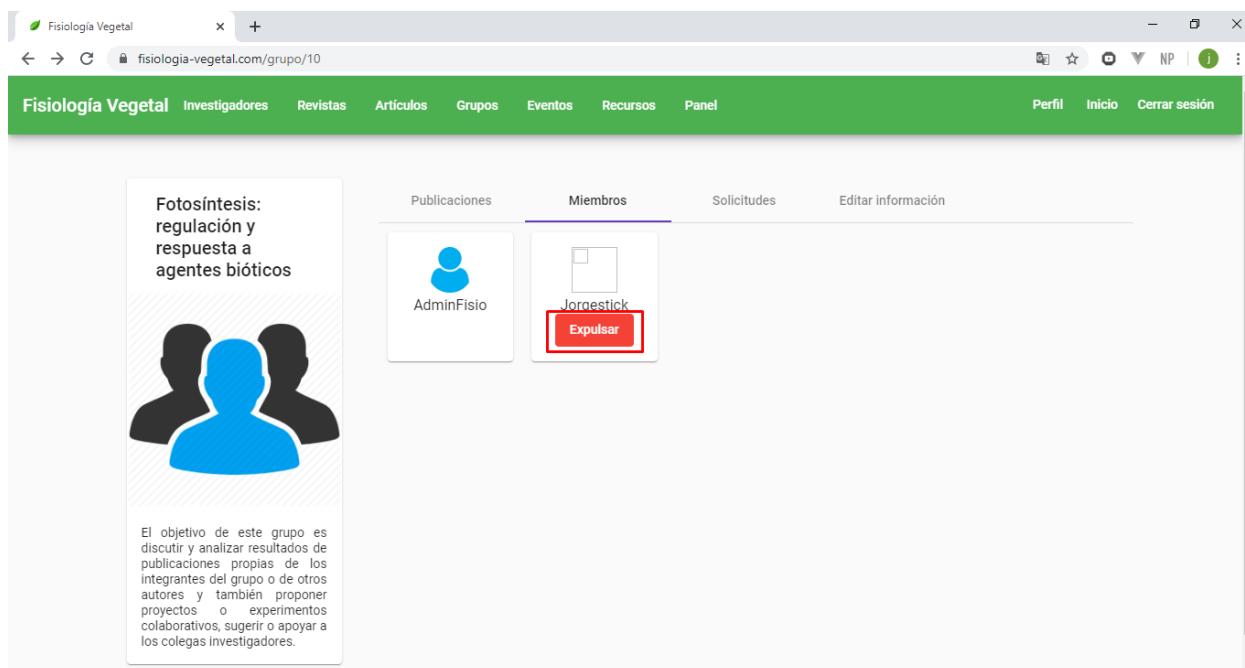 Fisiología Vegetal
fisiologia-vegetal.com/grupo/10
NP
j
Fisiología Vegetal Investigadores Revistas Artículos Grupos Eventos Recursos Panel Perfil Inicio Cerrar sesión
Fotosíntesis:
regulación y
respuesta a
agentes bióticos
El objetivo de este grupo es
discutir y analizar resultados de
publicaciones propias de los
integrantes del grupo o de otros
autores y también proponer
proyectos o experimentos
colaborativos, sugerir o apoyar a
los colegas investigadores.
Publicaciones Miembros Solicitudes Editar información
AdminFisio
Jorgestick
Expulsar